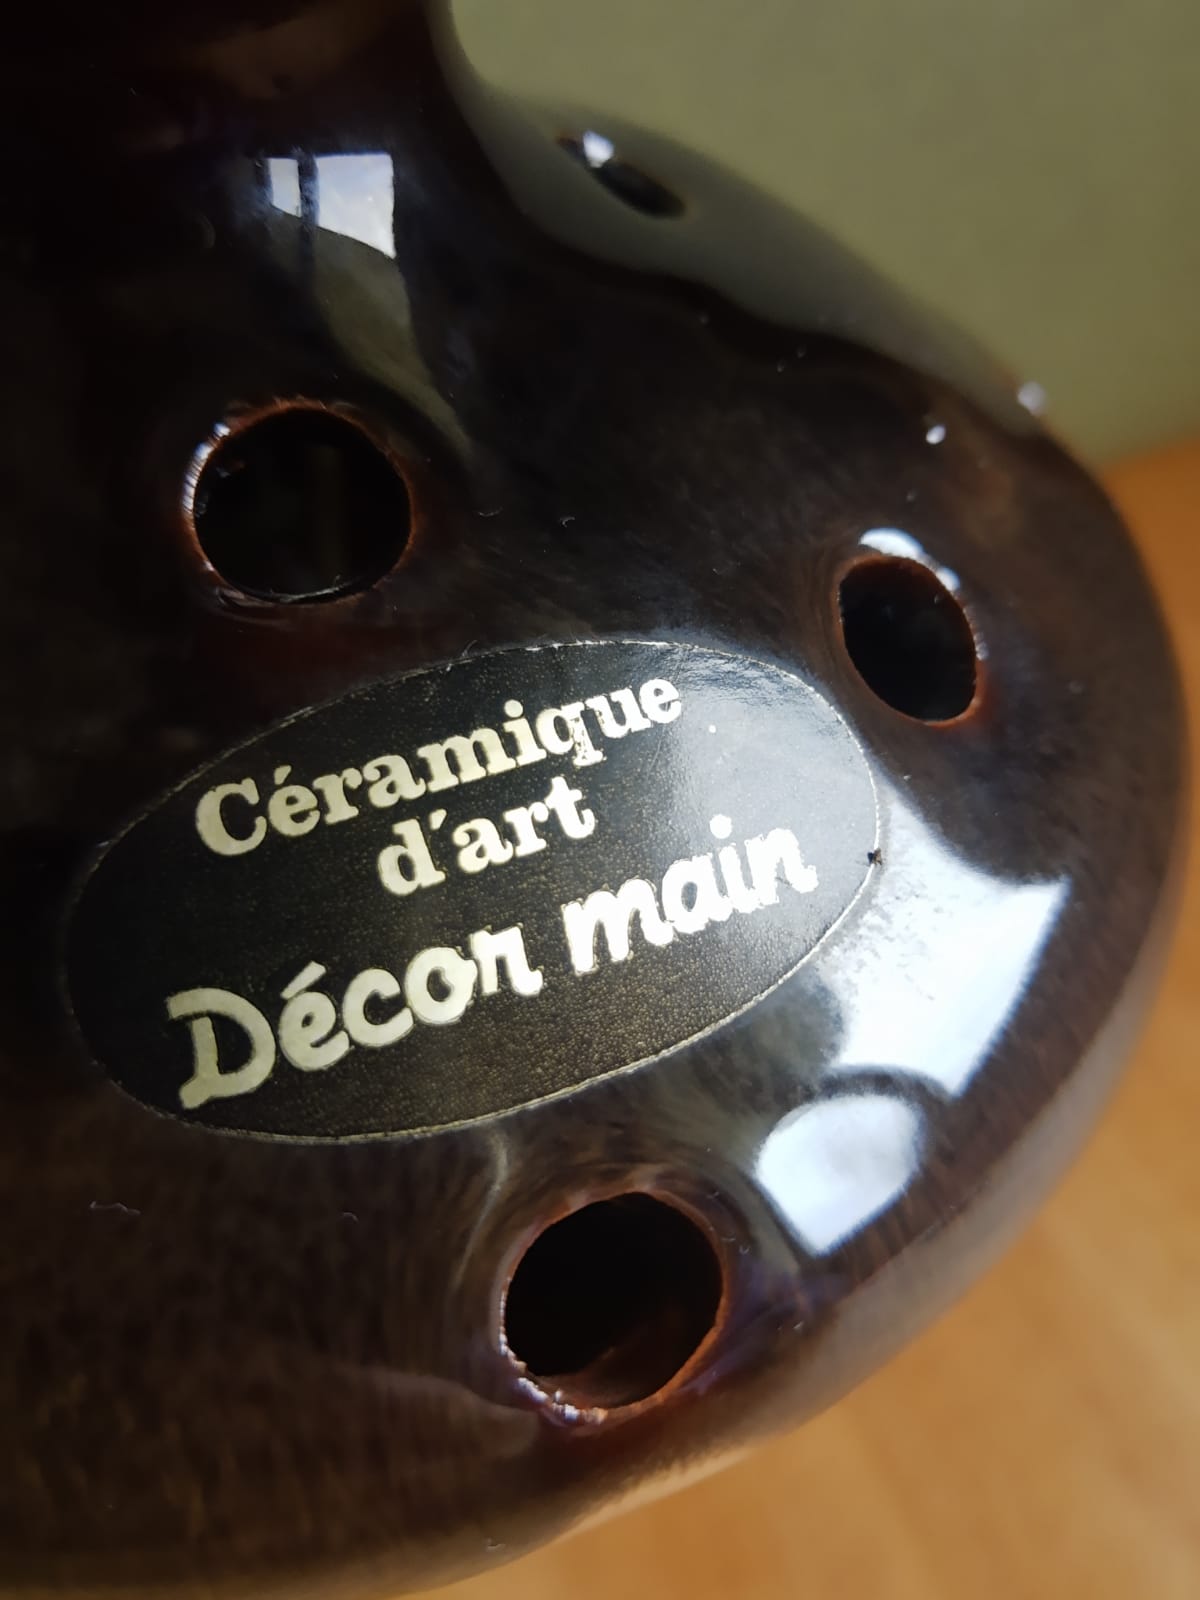 Céramique
d'art
Décor main